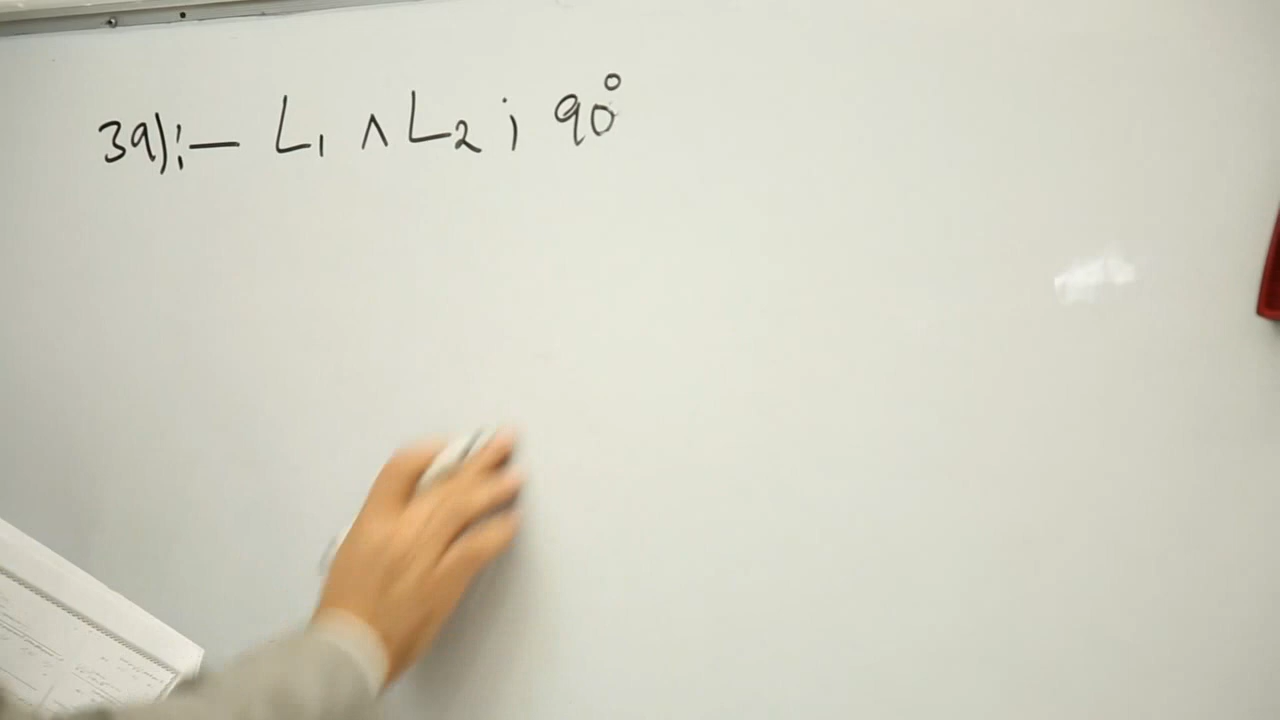 39):- L₁ ∧ L₂ ; 90°